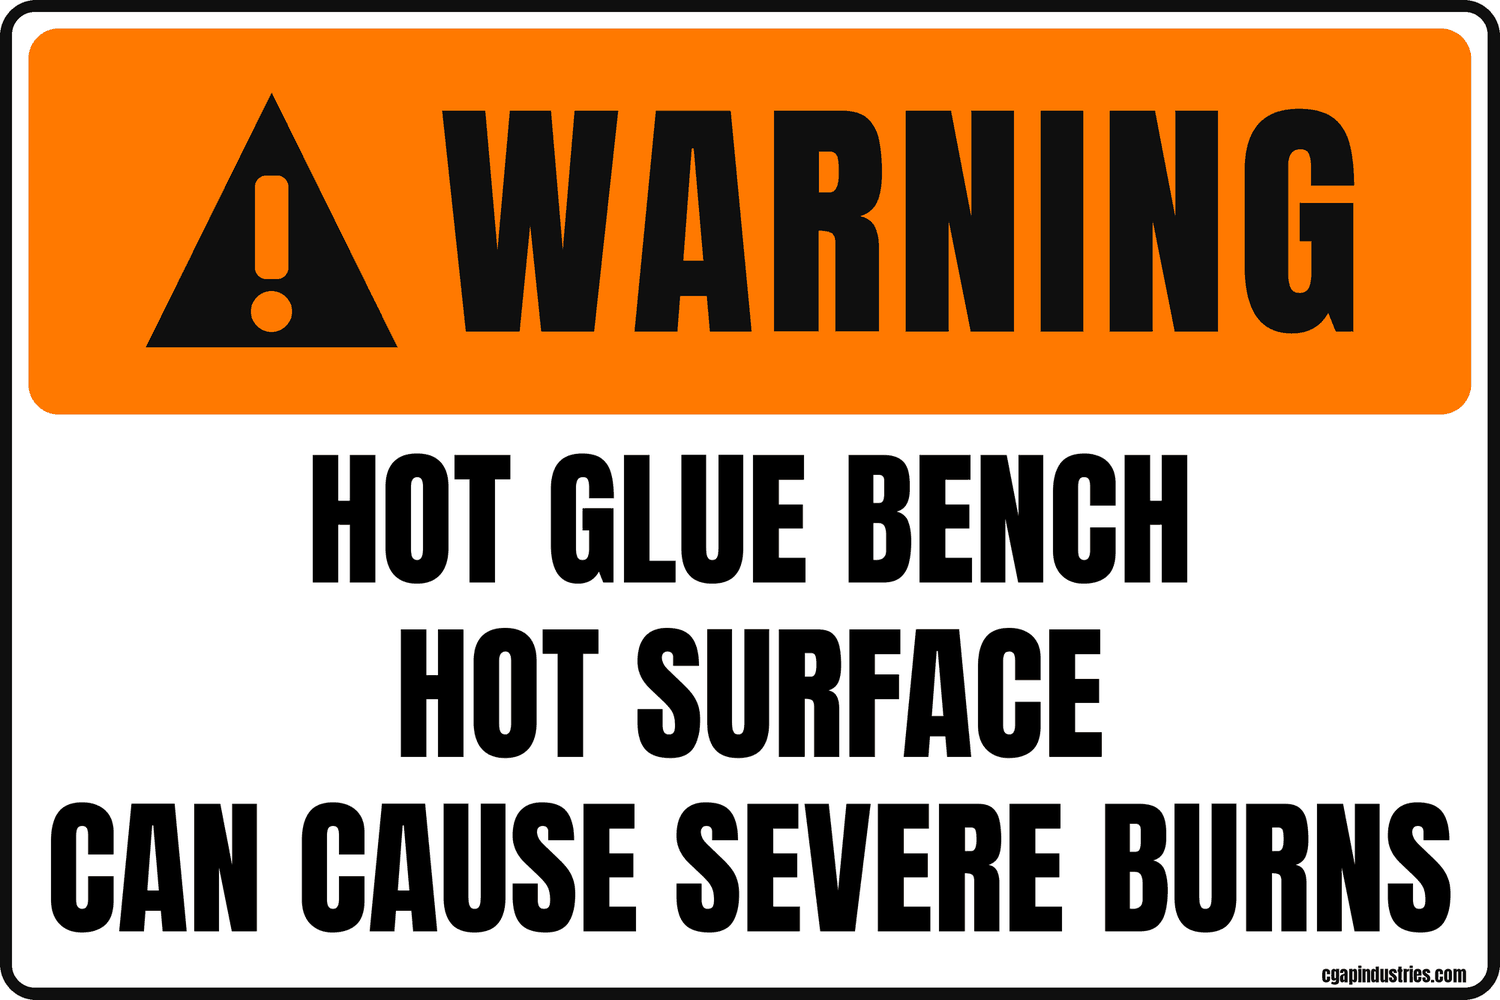 WARNING
HOT GLUE BENCH
HOT SURFACE
CAN CAUSE SEVERE BURNS
cgapindustries.com